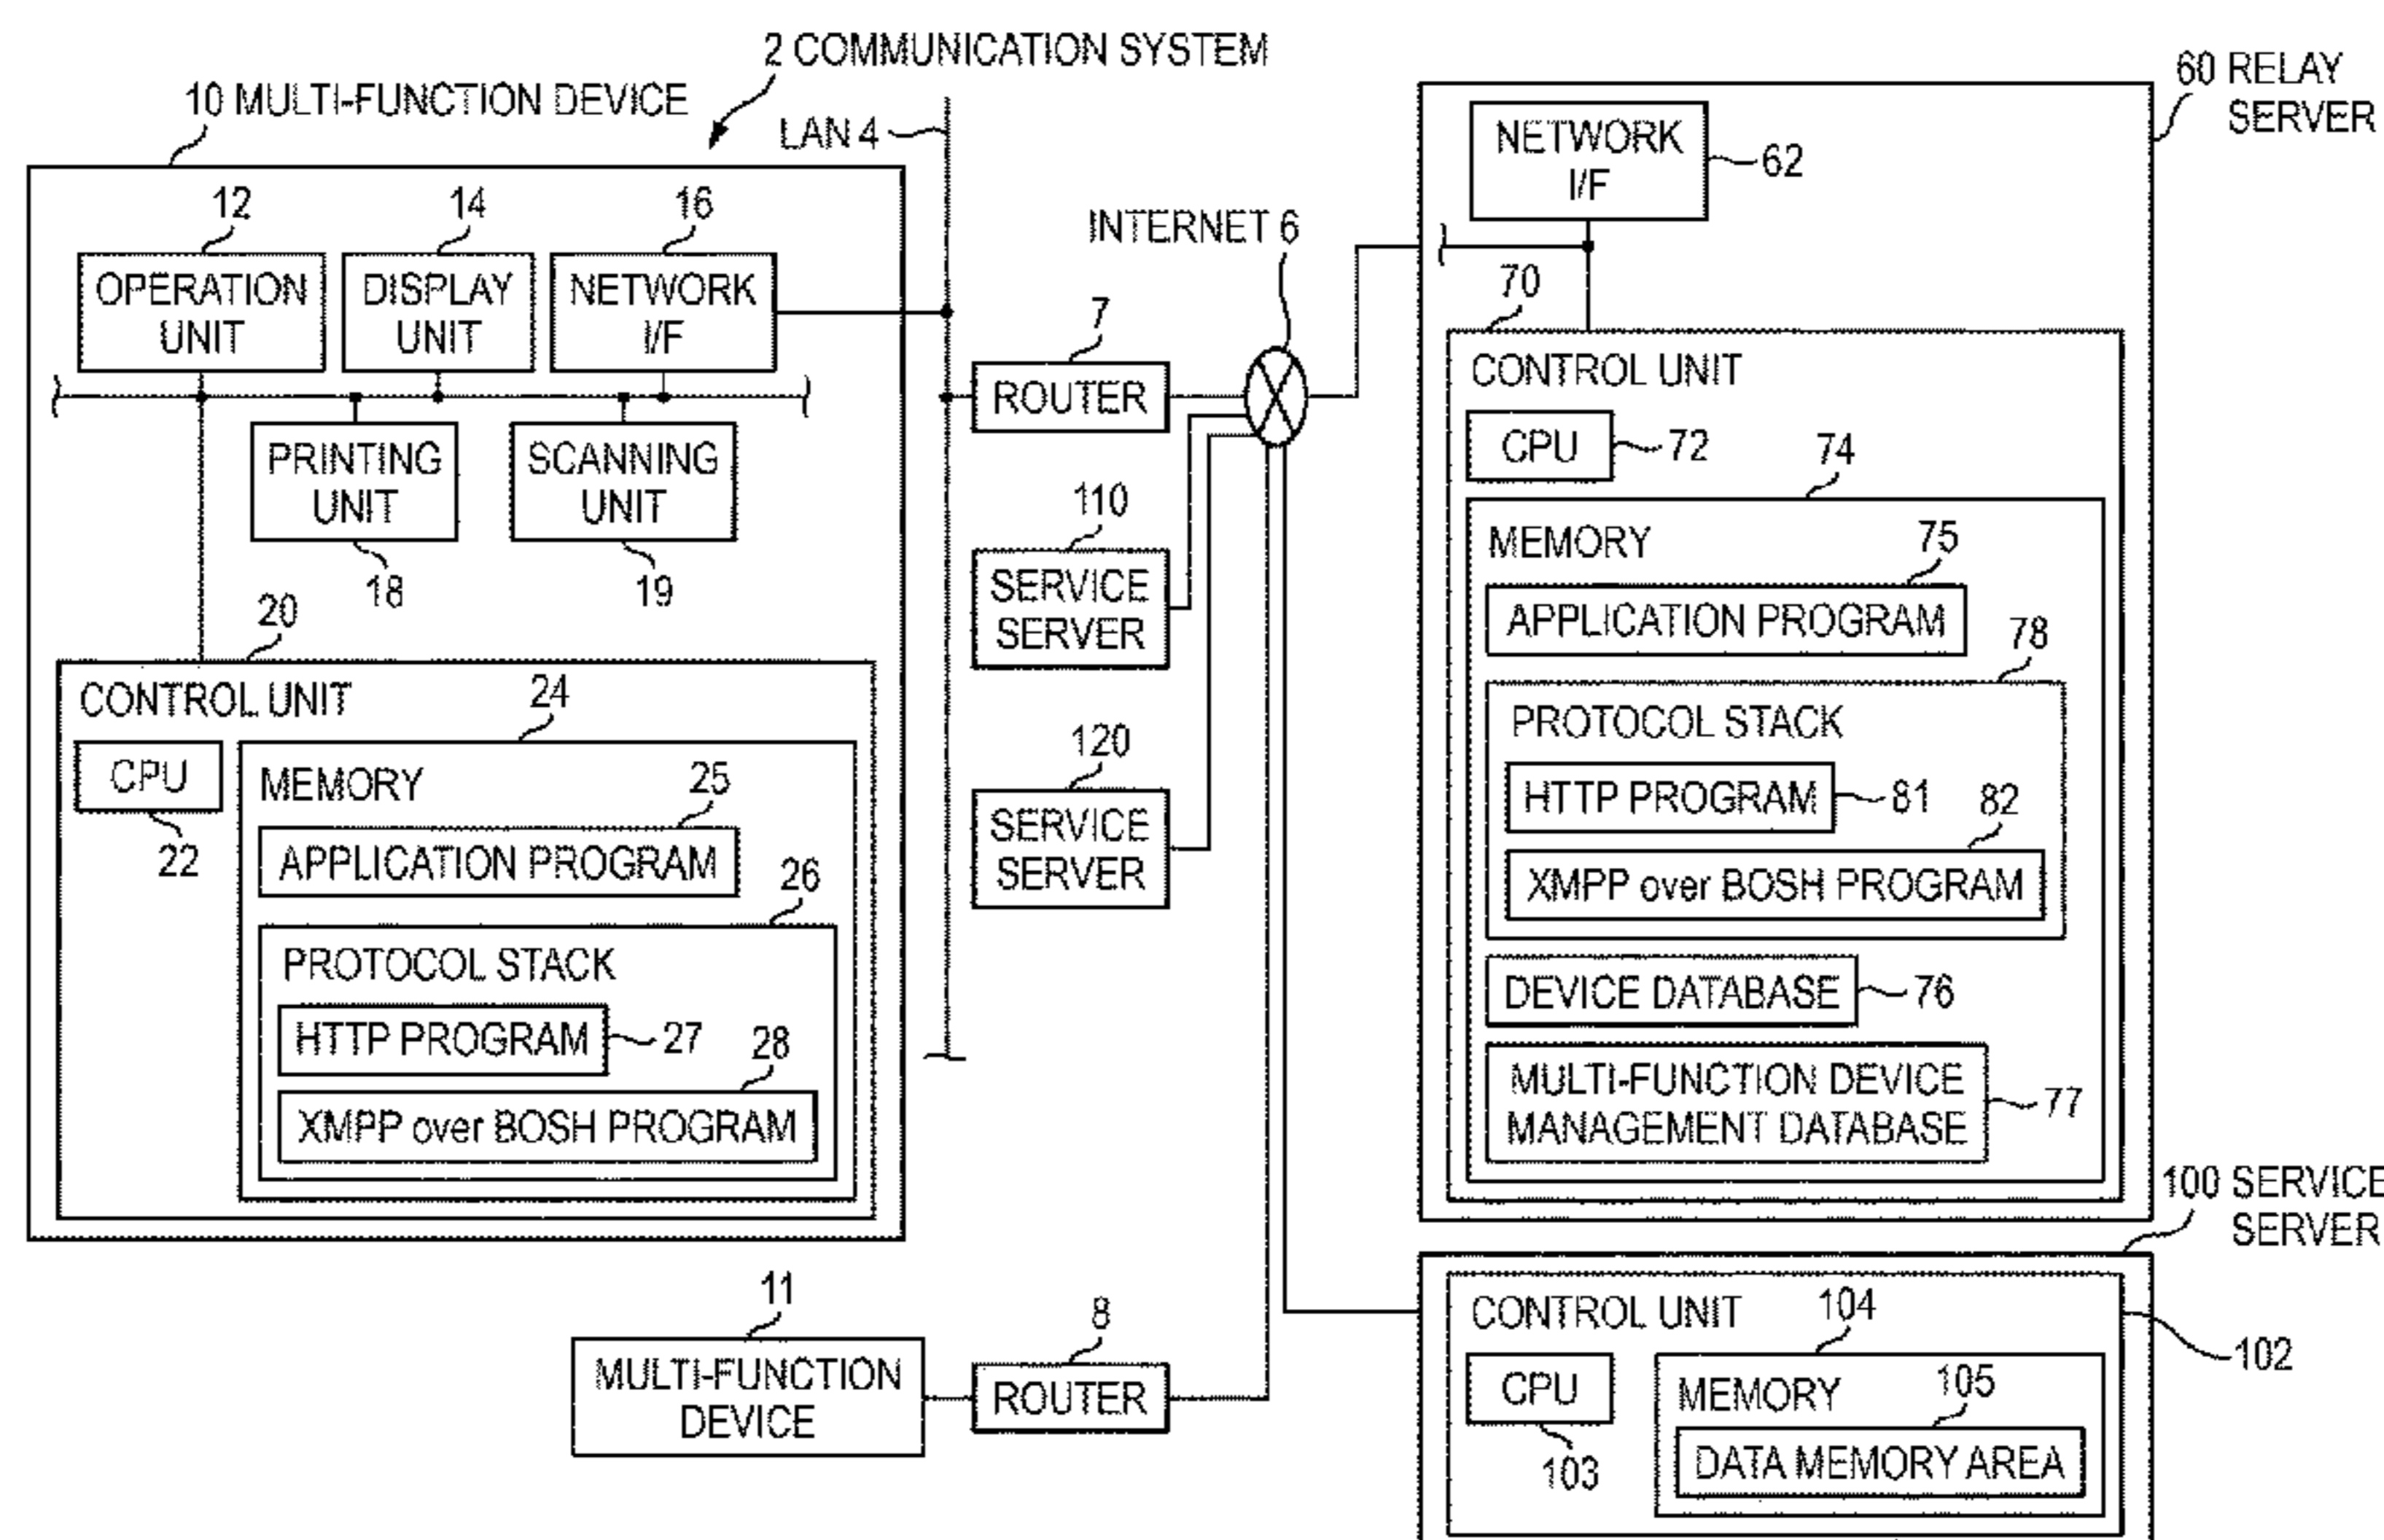 2 COMMUNICATION SYSTEM
10 MULTI-FUNCTION DEVICE
LAN 4
12
OPERATION
UNIT
14
DISPLAY
UNIT
16
NETWORK
I/F
PRINTING
UNIT
18
SCANNING
UNIT
19
20
CONTROL UNIT
CPU
22
24
MEMORY
25
APPLICATION PROGRAM
26
PROTOCOL STACK
HTTP PROGRAM
27
28
XMPP over BOSH PROGRAM
INTERNET 6
7
ROUTER
110
SERVICE
SERVER
120
SERVICE
SERVER
11
MULTI-FUNCTION
DEVICE
8
ROUTER
60 RELAY
SERVER
NETWORK
I/F
62
70
CONTROL UNIT
CPU
72
74
MEMORY
75
APPLICATION PROGRAM
78
PROTOCOL STACK
HTTP PROGRAM
81
82
XMPP over BOSH PROGRAM
DEVICE DATABASE
76
MULTI-FUNCTION DEVICE
MANAGEMENT DATABASE
77
100 SERVICE
SERVER
CONTROL UNIT
102
CPU
103
104
MEMORY
105
DATA MEMORY AREA